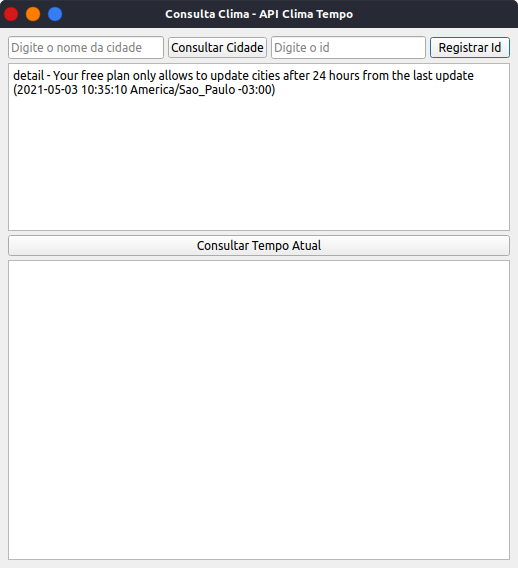 Consulta Clima - API Clima Tempo
Digite o nome da cidade Consultar Cidade Digite o id Registrar Id
detail - Your free plan only allows to update cities after 24 hours from the last update
(2021-05-03 10:35:10 America/Sao_Paulo -03:00)
Consultar Tempo Atual